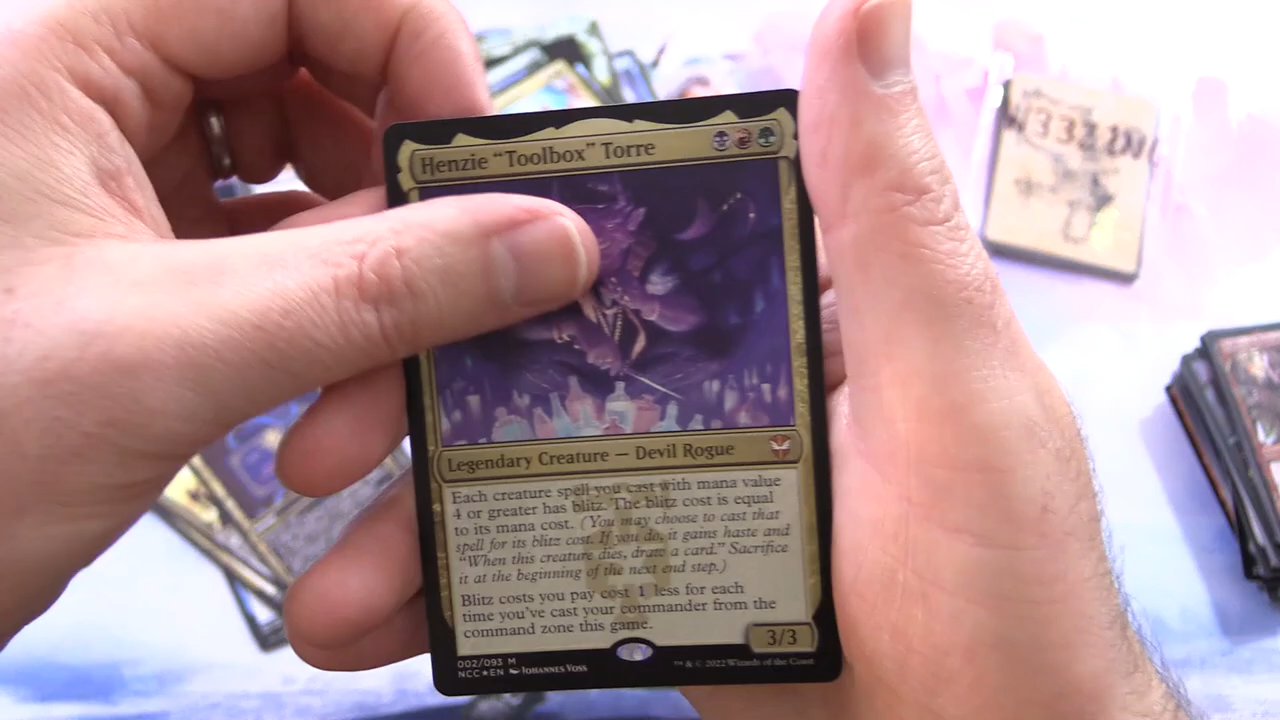 Henzie "Toolbox" Torre
Legendary Creature — Devil Rogue
Each creature spell you cast with mana value
4 or greater has blitz. The blitz cost is equal
to its mana cost. (You may choose to cast that
spell for its blitz cost. If you do, it gains haste and
"When this creature dies, draw a card." Sacrifice
it at the beginning of the next end step.)
Blitz costs you pay cost 1 less for each
time you've cast your commander from the
command zone this game.
3/3
002/093 M
NCC★EN Johannes Voss
™ & © 2022 Wizards of the Coast